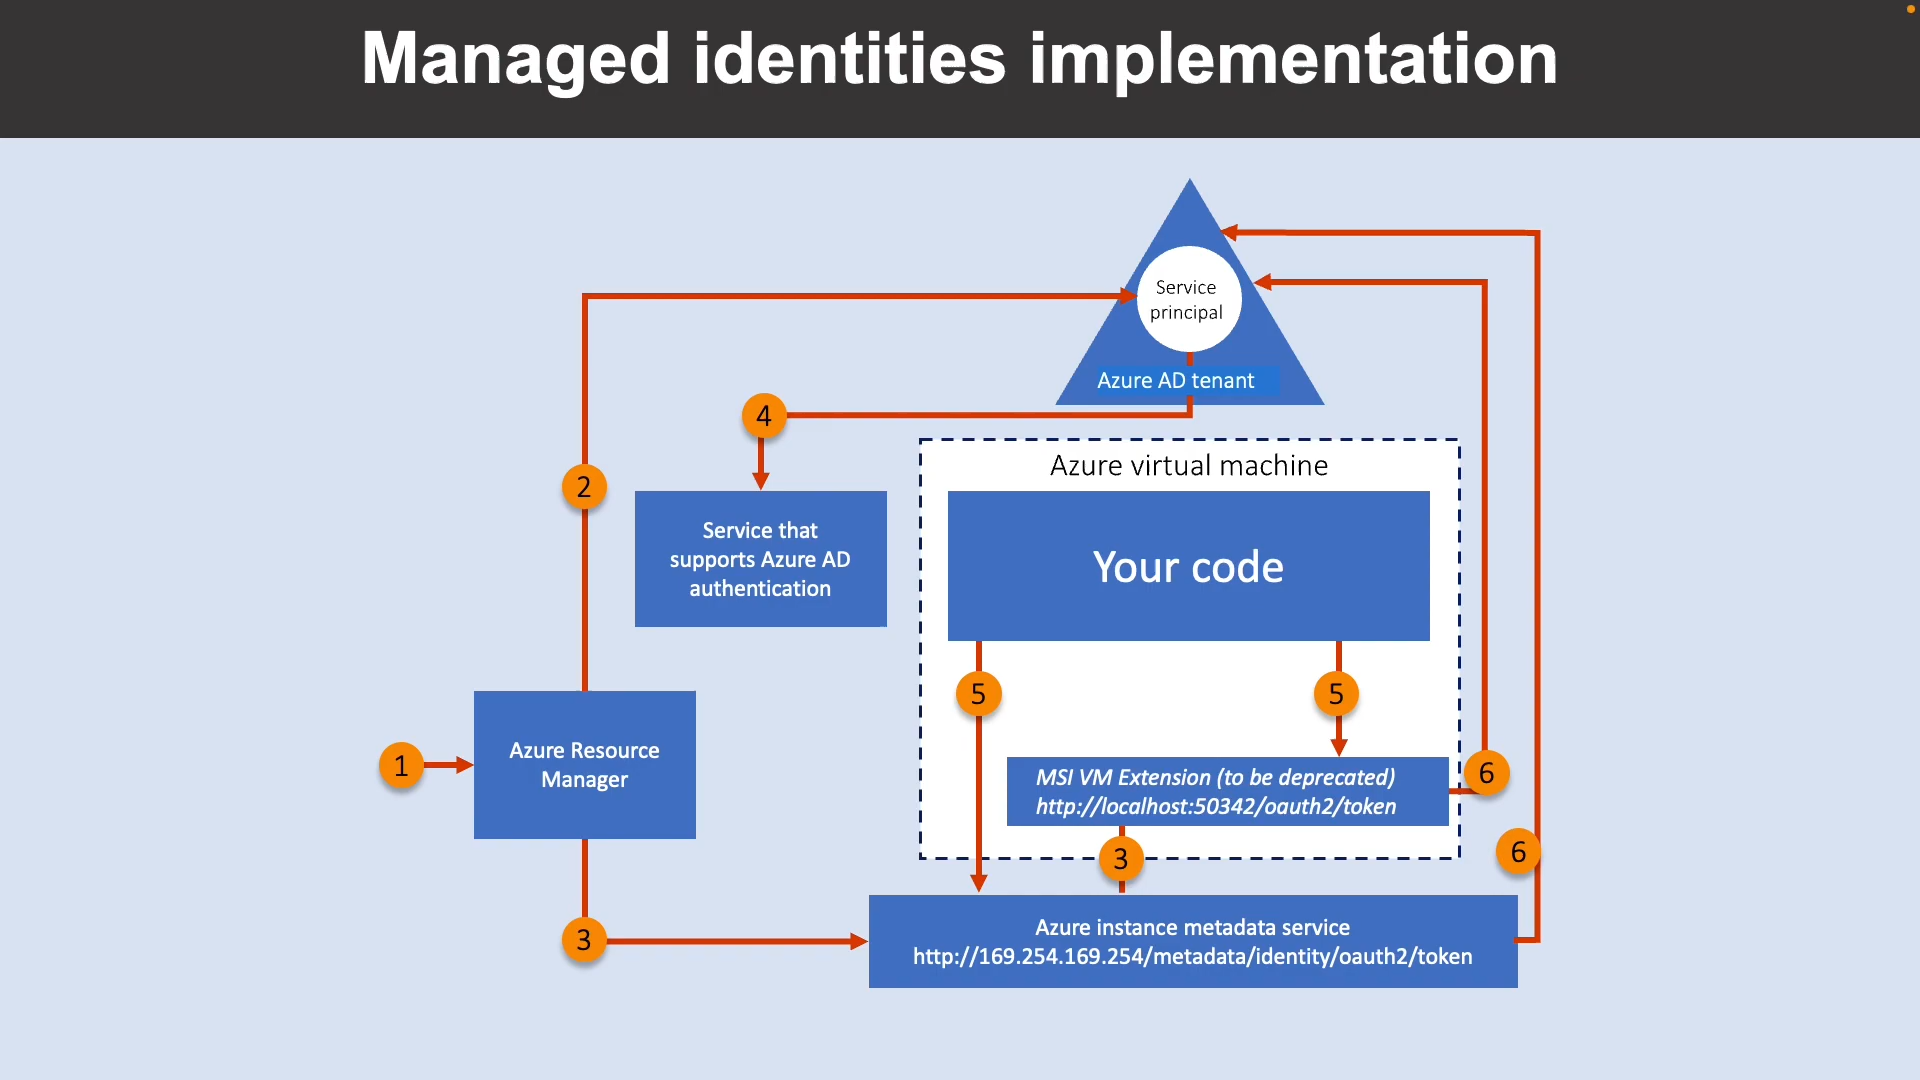 Managed identities implementation
Service
principal
Azure AD tenant
4
2
Azure virtual machine
Service that
supports Azure AD
authentication
Your code
5
5
1
Azure Resource
Manager
MSI VM Extension (to be deprecated)
http://localhost:50342/oauth2/token
6
6
3
3
Azure instance metadata service
http://169.254.169.254/metadata/identity/oauth2/token